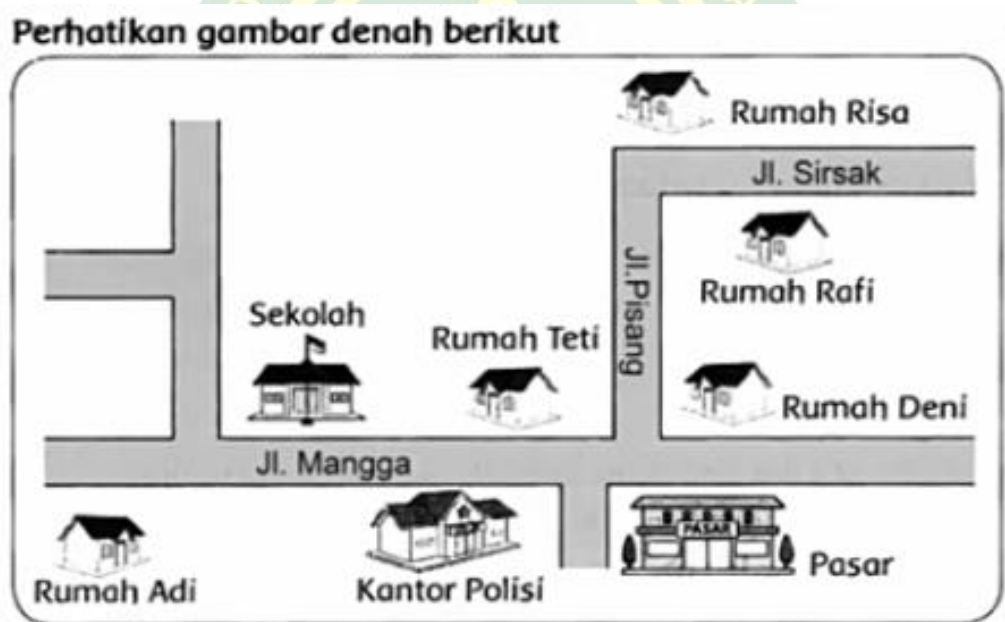 Perhatikan gambar denah berikut
Rumah Risa
Jl. Sirsak
Jl.Pisang
Rumah Rafi
Sekolah
Rumah Teti
Rumah Deni
Jl. Mangga
PASAR
Pasar
Rumah Adi
Kantor Polisi